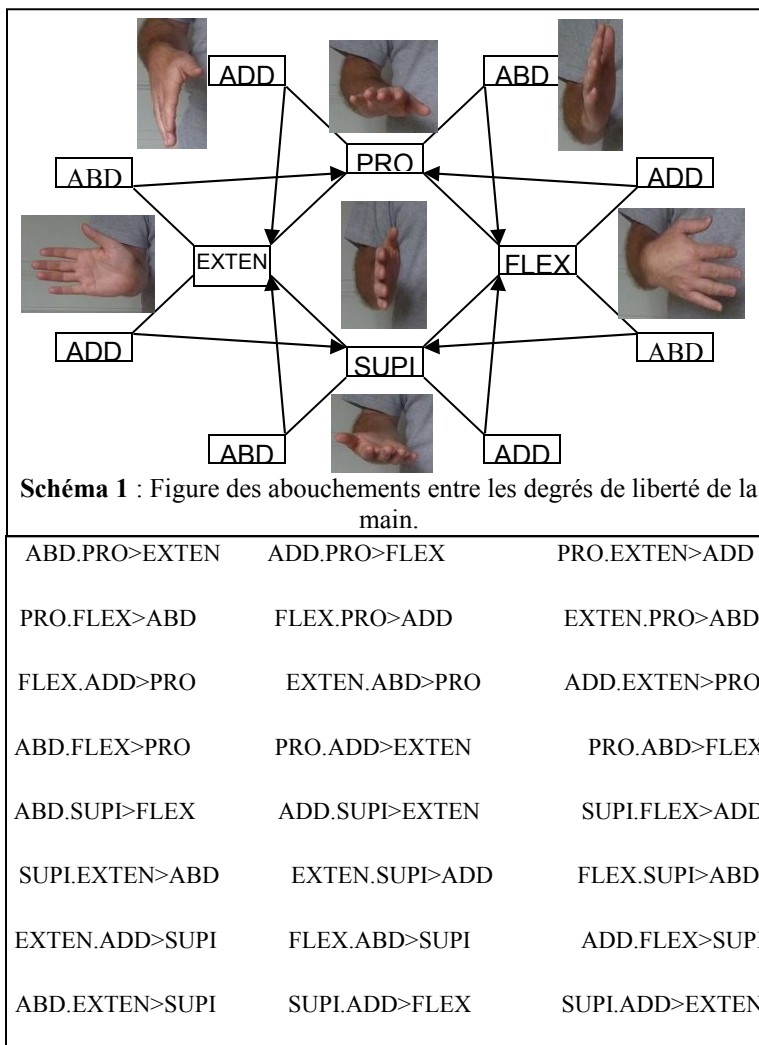 ADD ABD
PRO
ABD ADD
EXTEN FLEX
ADD ABD
SUPI
ABD ADD
Schéma 1 : Figure des abouchements entre les degrés de liberté de la
main.
ABD.PRO>EXTEN ADD.PRO>FLEX PRO.EXTEN>ADD
PRO.FLEX>ABD FLEX.PRO>ADD EXTEN.PRO>ABD
FLEX.ADD>PRO EXTEN.ABD>PRO ADD.EXTEN>PRO
ABD.FLEX>PRO PRO.ADD>EXTEN PRO.ABD>FLEX
ABD.SUPI>FLEX ADD.SUPI>EXTEN SUPI.FLEX>ADD
SUPI.EXTEN>ABD EXTEN.SUPI>ADD FLEX.SUPI>ABD
EXTEN.ADD>SUPI FLEX.ABD>SUPI ADD.FLEX>SUPI
ABD.EXTEN>SUPI SUPI.ADD>FLEX SUPI.ADD>EXTEN